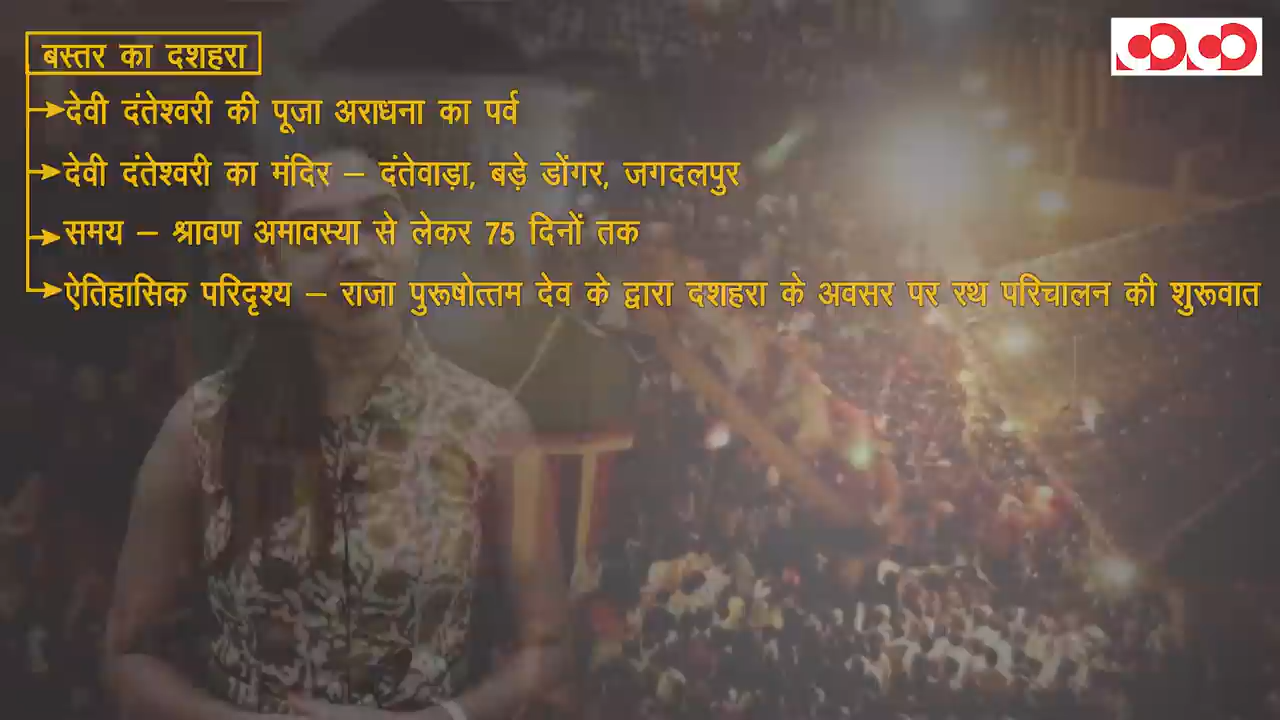 बस्तर का दशहरा
देवी दंतेश्वरी की पूजा अराधना का पर्व
देवी दंतेश्वरी का मंदिर – दंतेवाड़ा, बड़े डोंगर, जगदलपुर
समय – श्रावण अमावस्या से लेकर 75 दिनों तक
ऐतिहासिक परिदृश्य – राजा पुरूषोत्तम देव के द्वारा दशहरा के अवसर पर रथ परिचालन की शुरूवात